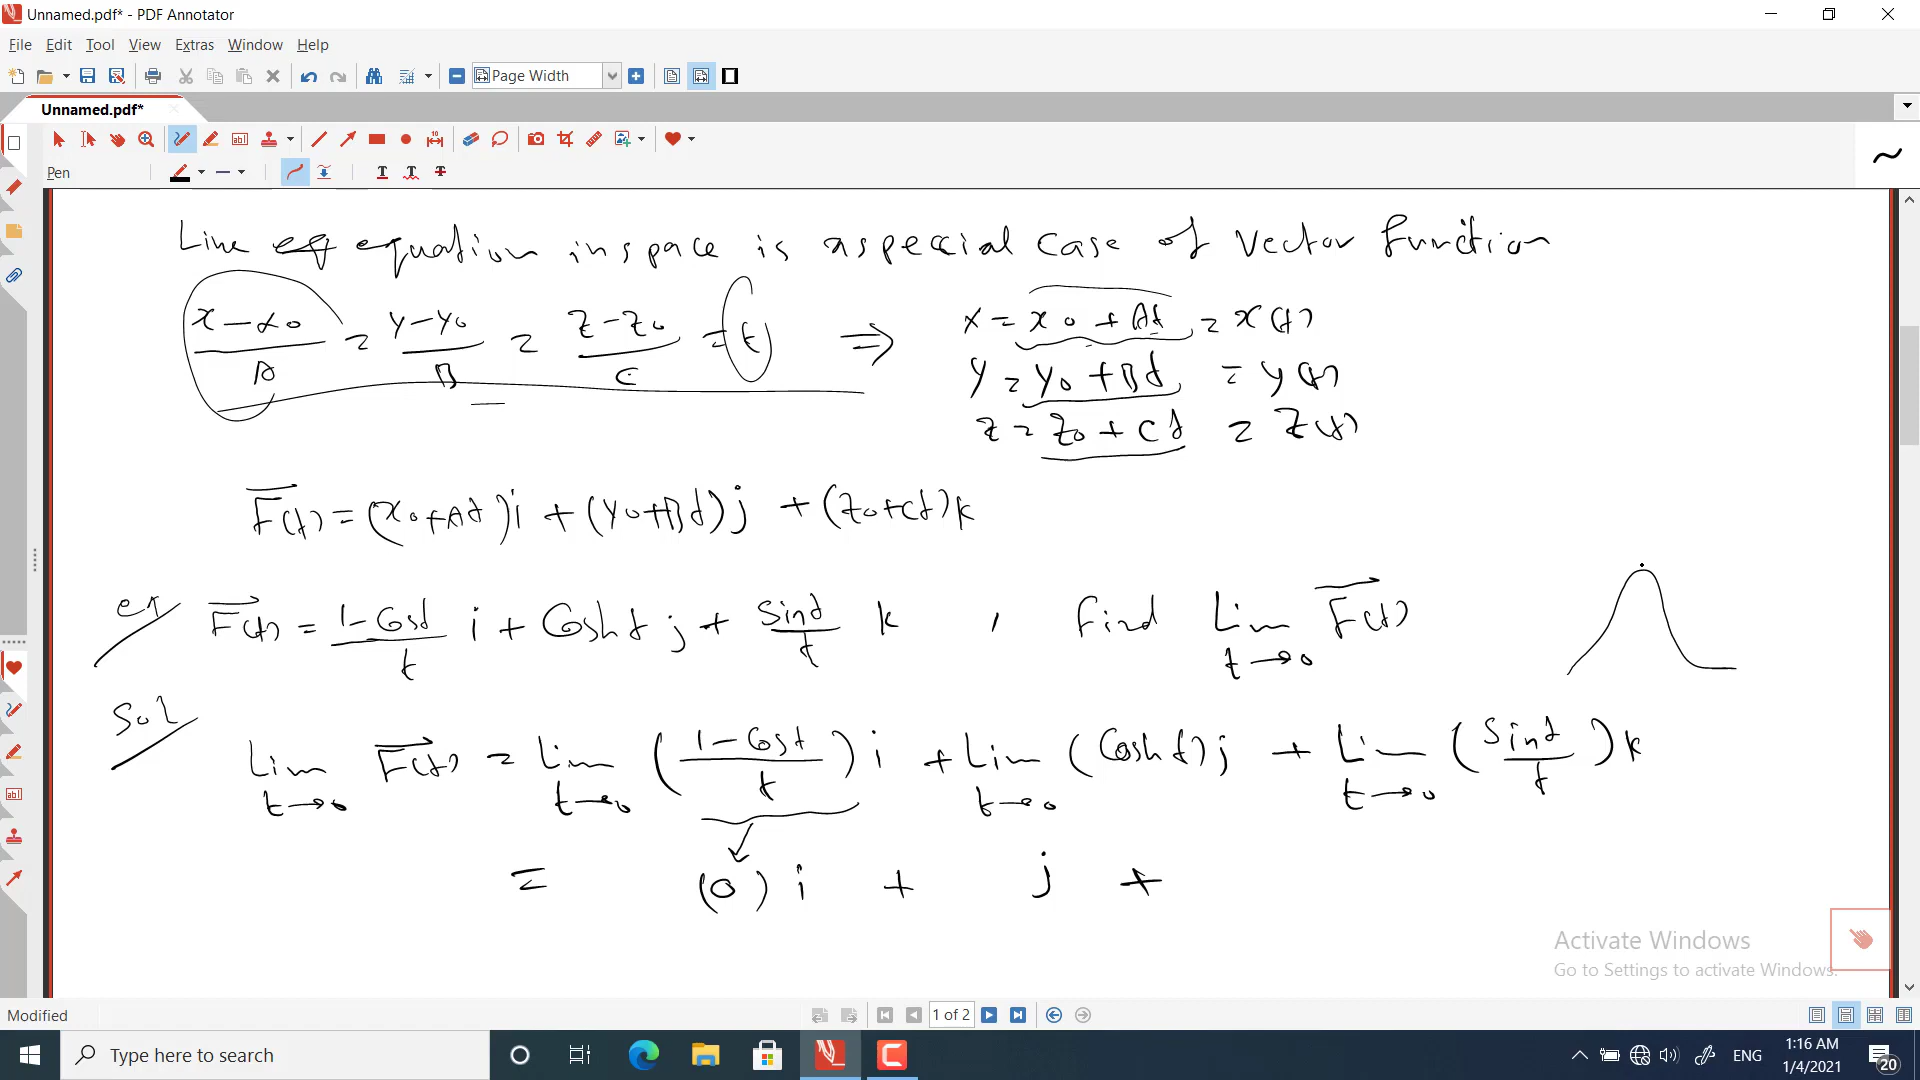 Unnamed.pdf* - PDF Annotator
File Edit Tool View Extras Window Help
Page Width
Unnamed.pdf*
Pen
Line eq equation in space is a speccial case of vector function
x-x0/A = y-y0/B = z-z0/C = t ⇒ x = x0 + At = x(t)
y = y0 + Bt = y(t)
z = z0 + Ct = z(t)
F(t) = (x0+At)i + (y0+Bt)j + (z0+Ct)k
ex F(t) = 1-Cost/t i + Cosh t j + Sint/t k , find Lim t→0 F(t)
Sol
Lim t→0 F(t) = Lim t→0 (1-Cost/t)i + Lim t→0 (Cosh t)j + Lim t→0 (Sint/t)k
= (0)i + j +
Activate Windows
Go to Settings to activate Windows.
Modified
1 of 2
Type here to search
ENG
1:16 AM
1/4/2021
20